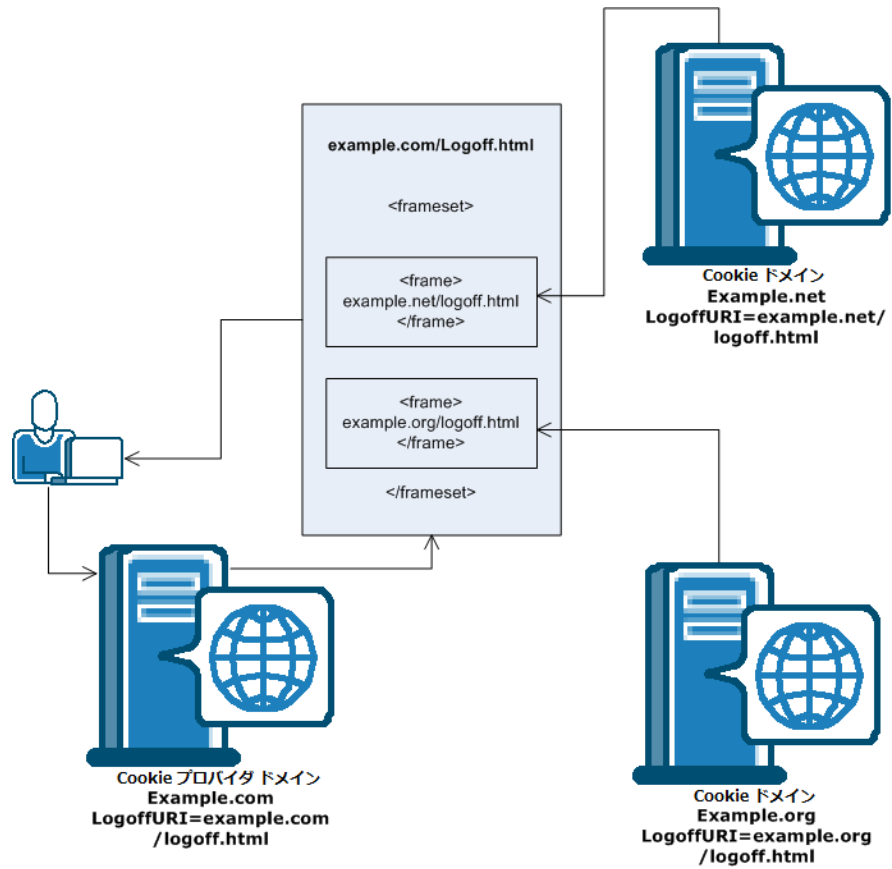 example.com/Logoff.html
<frameset>
<frame>
example.net/logoff.html
</frame>
<frame>
example.org/logoff.html
</frame>
</frameset>
Cookie ドメイン
Example.net
LogoffURI=example.net/
logoff.html
Cookie プロバイダ ドメイン
Example.com
LogoffURI=example.com
/logoff.html
Cookie ドメイン
Example.org
LogoffURI=example.org
/logoff.html